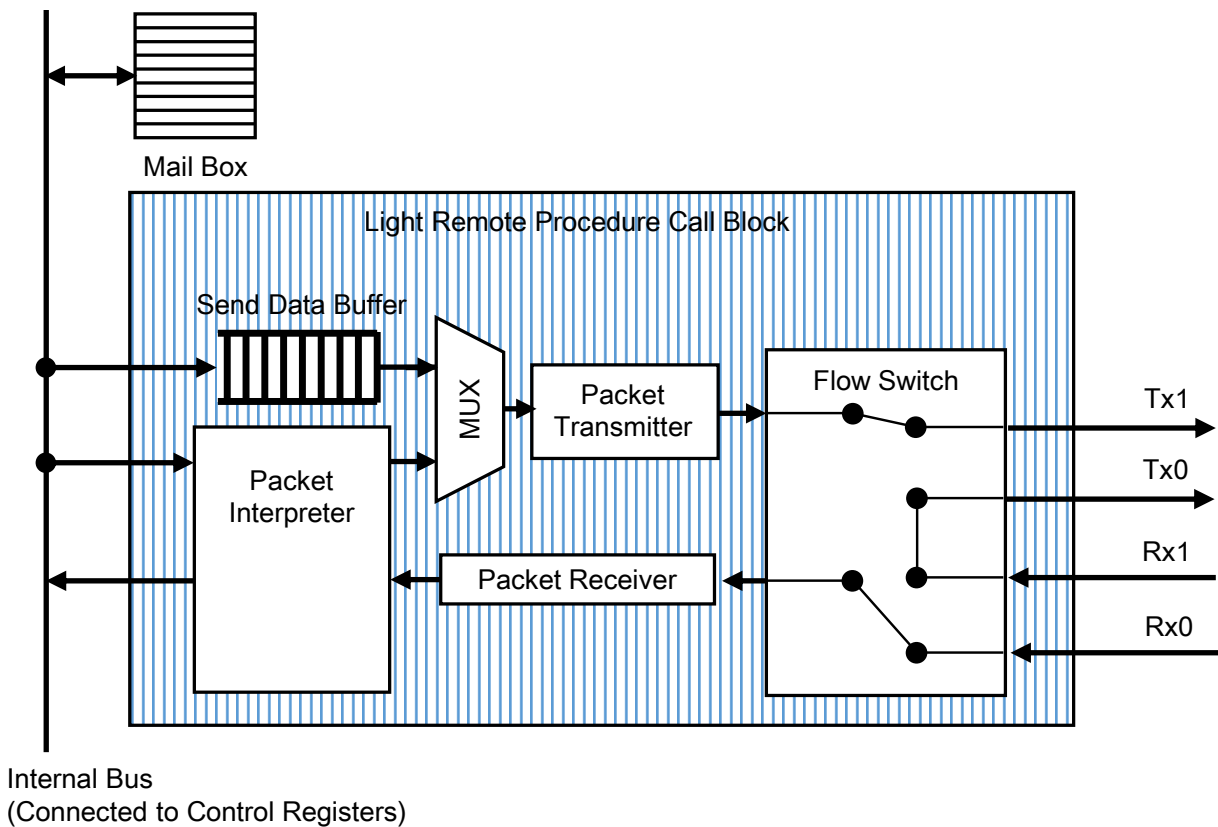 Mail Box
Light Remote Procedure Call Block
Send Data Buffer
MUX
Packet
Transmitter
Flow Switch
Tx1
Tx0
Rx1
Rx0
Packet
Interpreter
Packet Receiver
Internal Bus
(Connected to Control Registers)